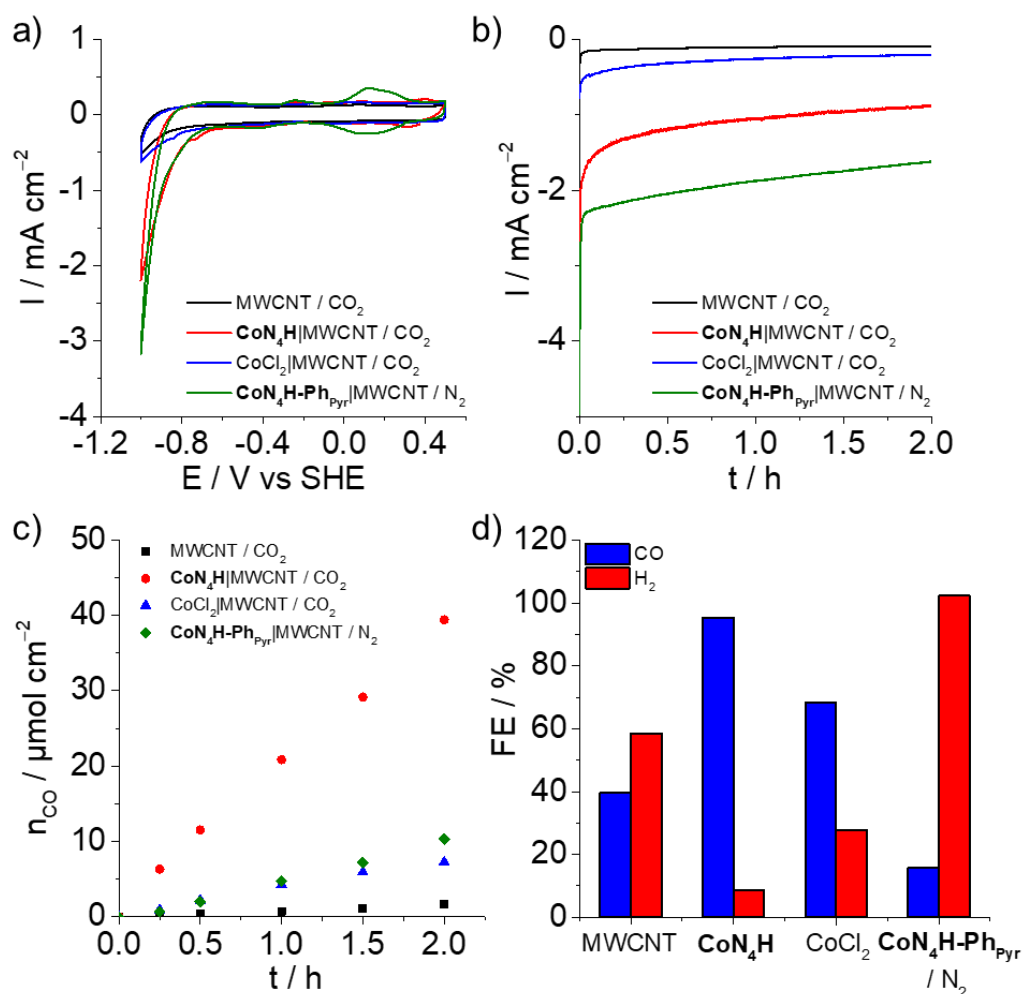 a)
1
0
-1
-2
-3
-4
I / mA cm⁻²
MWCNT / CO₂
CoN₄H|MWCNT / CO₂
CoCl₂|MWCNT / CO₂
CoN₄H-Ph_Pyr|MWCNT / N₂
-1.2 -0.8 -0.4 0.0 0.4
E / V vs SHE
b)
0
-2
-4
I / mA cm⁻²
MWCNT / CO₂
CoN₄H|MWCNT / CO₂
CoCl₂|MWCNT / CO₂
CoN₄H-Ph_Pyr|MWCNT / N₂
0.0 0.5 1.0 1.5 2.0
t / h
c)
50
40
30
20
10
0
n_CO / µmol cm⁻²
MWCNT / CO₂
CoN₄H|MWCNT / CO₂
CoCl₂|MWCNT / CO₂
CoN₄H-Ph_Pyr|MWCNT / N₂
0.0 0.5 1.0 1.5 2.0
t / h
d)
120
100
80
60
40
20
0
FE / %
CO
H₂
MWCNT CoN₄H CoCl₂ CoN₄H-Ph_Pyr
/ N₂